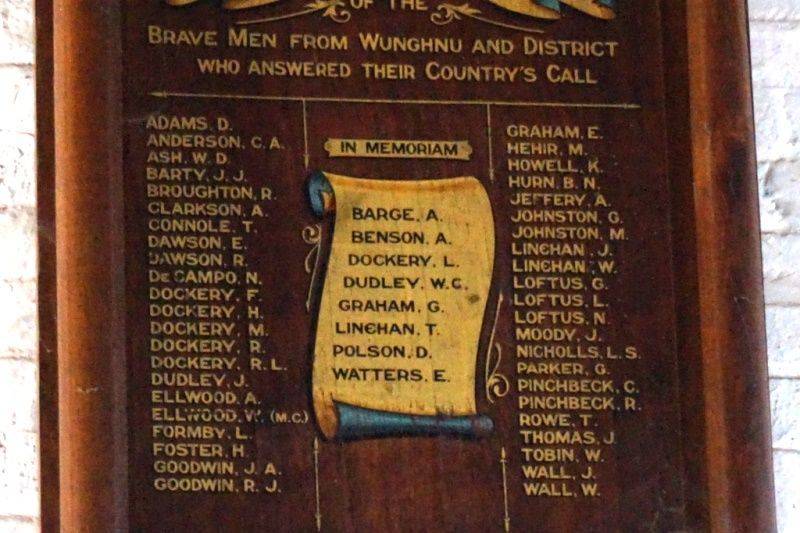 OF THE
BRAVE MEN FROM WUNGHNU AND DISTRICT
WHO ANSWERED THEIR COUNTRY'S CALL
ADAMS. D.
ANDERSON, C. A.
ASH. W. D.
BARTY, J. J.
BROUGHTON, R.
CLARKSON, A.
CONNOLE, T.
DAWSON, E.
DAWSON, R.
DE CAMPO, N.
DOCKERY, F.
DOCKERY, H.
DOCKERY, M.
DOCKERY, R.
DOCKERY, R. L.
DUDLEY, J.
ELLWOOD, A.
ELLWOOD, W. (M.C.)
FORMBY, L.
FOSTER, H.
GOODWIN, J. A.
GOODWIN, R. J.
IN MEMORIAM
BARGE, A.
BENSON, A.
DOCKERY, L.
DUDLEY, W.C.
GRAHAM, G.
LINEHAN, T.
POLSON, D.
WATTERS, E.
GRAHAM, E.
HEHIR, M.
HOWELL, K.
HURN, B. N.
JEFFERY, A.
JOHNSTON, G.
JOHNSTON, M.
LINEHAN, J.
LINEHAN, W.
LOFTUS, G.
LOFTUS, L.
LOFTUS, N.
MOODY, J.
NICHOLLS, L. S.
PARKER, G.
PINCHBECK, C.
PINCHBECK, R.
ROWE, T.
THOMAS, J.
TOBIN, W.
WALL, J.
WALL, W.